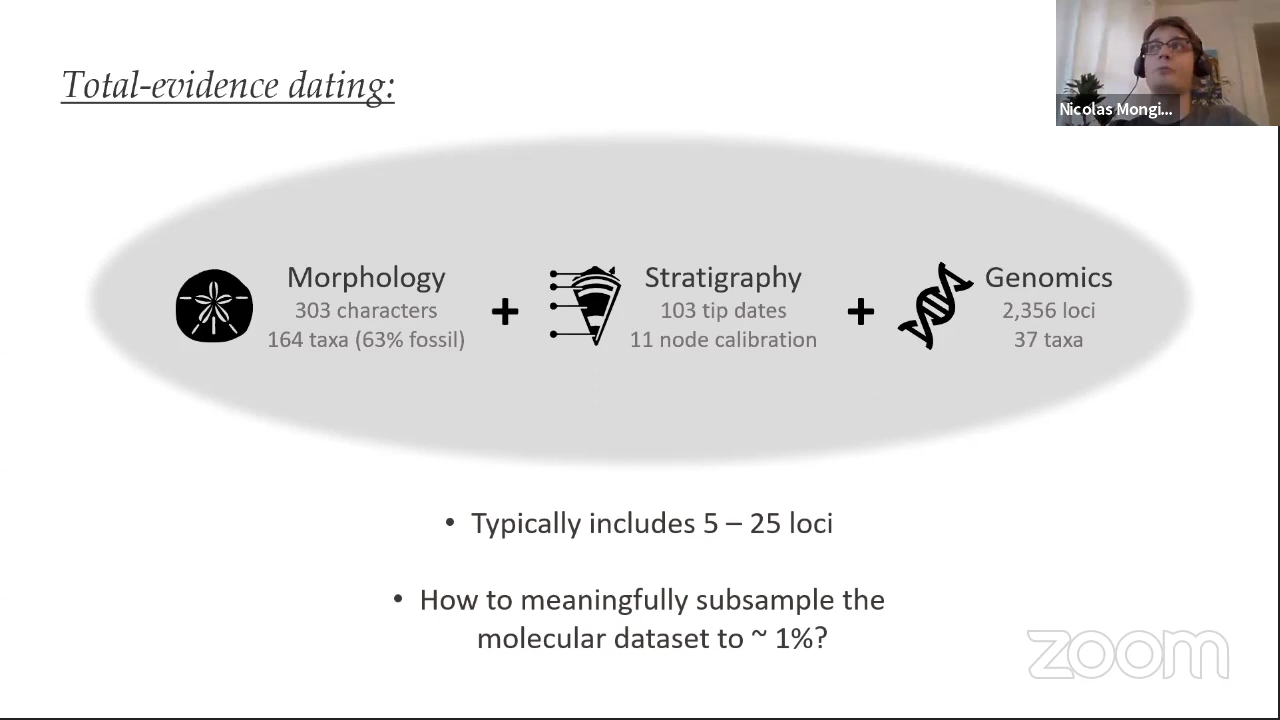 Total-evidence dating:
Nicolas Mongi...
Morphology
303 characters
164 taxa (63% fossil)
+
Stratigraphy
103 tip dates
11 node calibration
+
Genomics
2,356 loci
37 taxa
• Typically includes 5 – 25 loci
• How to meaningfully subsample the
molecular dataset to ~ 1%?
zoom